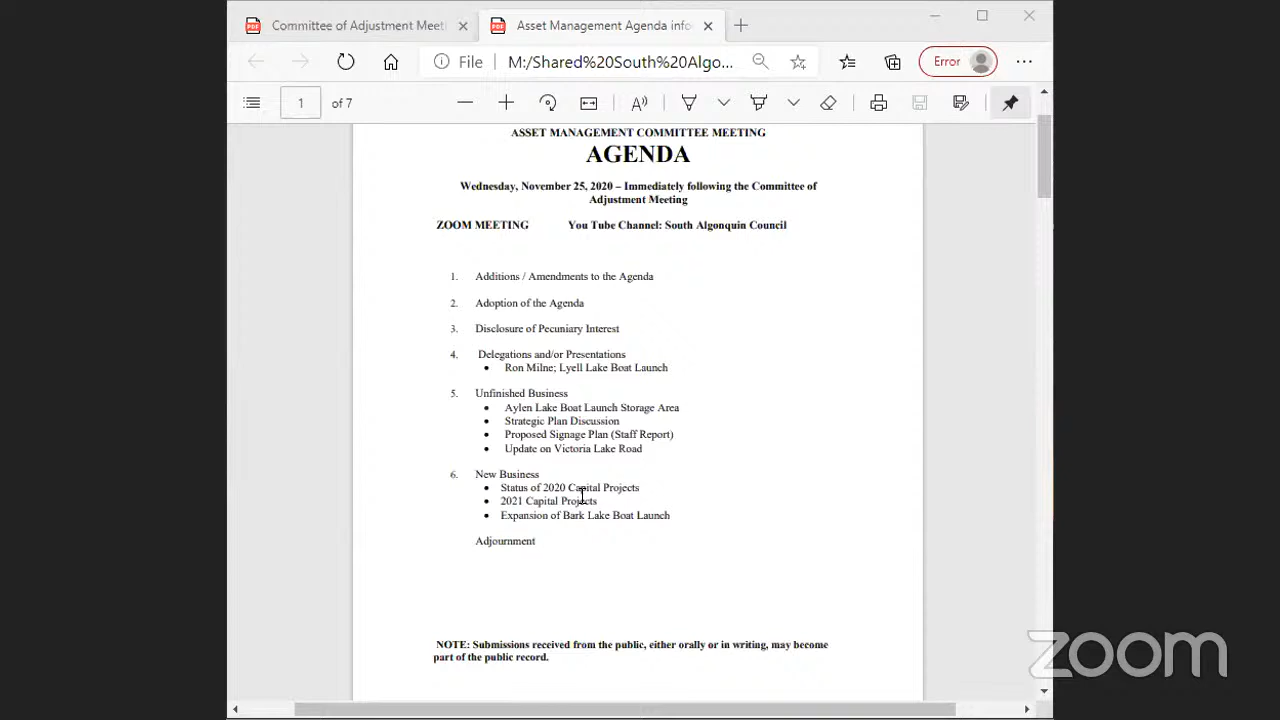 Committee of Adjustment Meet
Asset Management Agenda info
File
M:/Shared%20South%20Algo...
Error
1 of 7
ASSET MANAGEMENT COMMITTEE MEETING
AGENDA
Wednesday, November 25, 2020 – Immediately following the Committee of
Adjustment Meeting
ZOOM MEETING You Tube Channel: South Algonquin Council
1. Additions / Amendments to the Agenda
2. Adoption of the Agenda
3. Disclosure of Pecuniary Interest
4. Delegations and/or Presentations
• Ron Milne; Lyell Lake Boat Launch
5. Unfinished Business
• Aylen Lake Boat Launch Storage Area
• Strategic Plan Discussion
• Proposed Signage Plan (Staff Report)
• Update on Victoria Lake Road
6. New Business
• Status of 2020 Capital Projects
• 2021 Capital Projects
• Expansion of Bark Lake Boat Launch
Adjournment
NOTE: Submissions received from the public, either orally or in writing, may become
part of the public record.
zoom